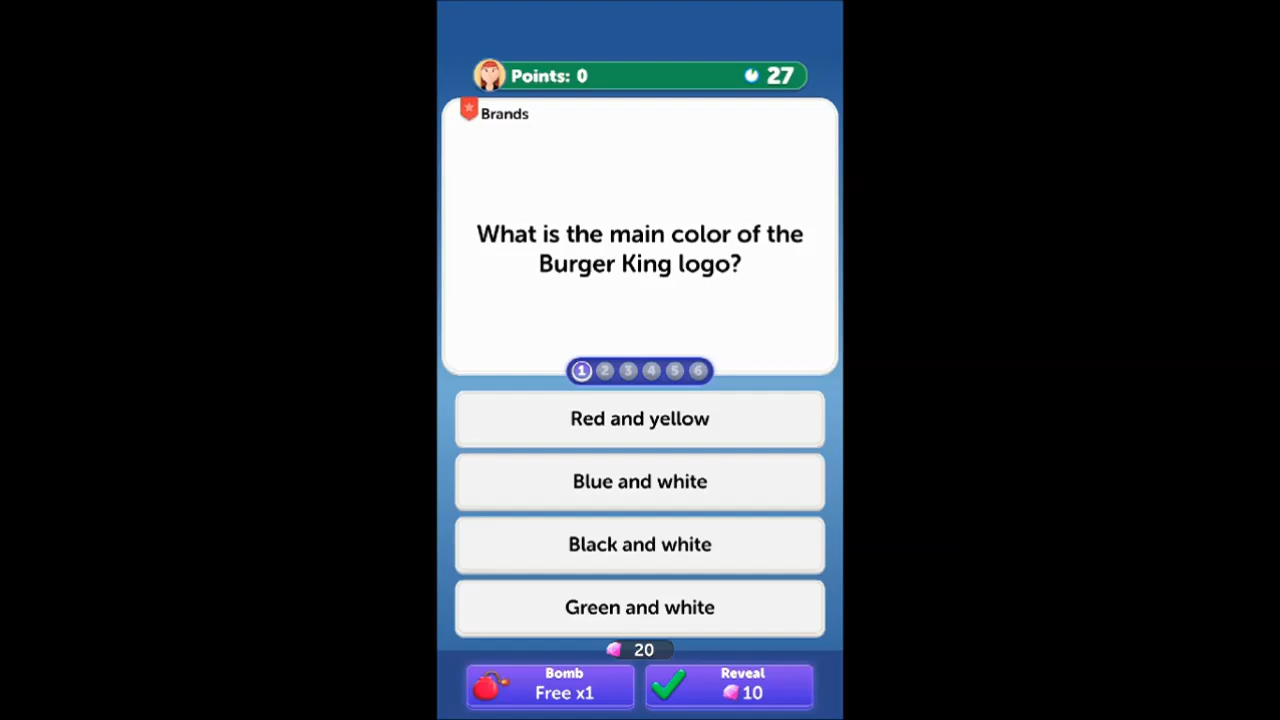 Points: 0
27
Brands
What is the main color of the
Burger King logo?
1 2 3 4 5 6
Red and yellow
Blue and white
Black and white
Green and white
20
Bomb
Free x1
Reveal
10